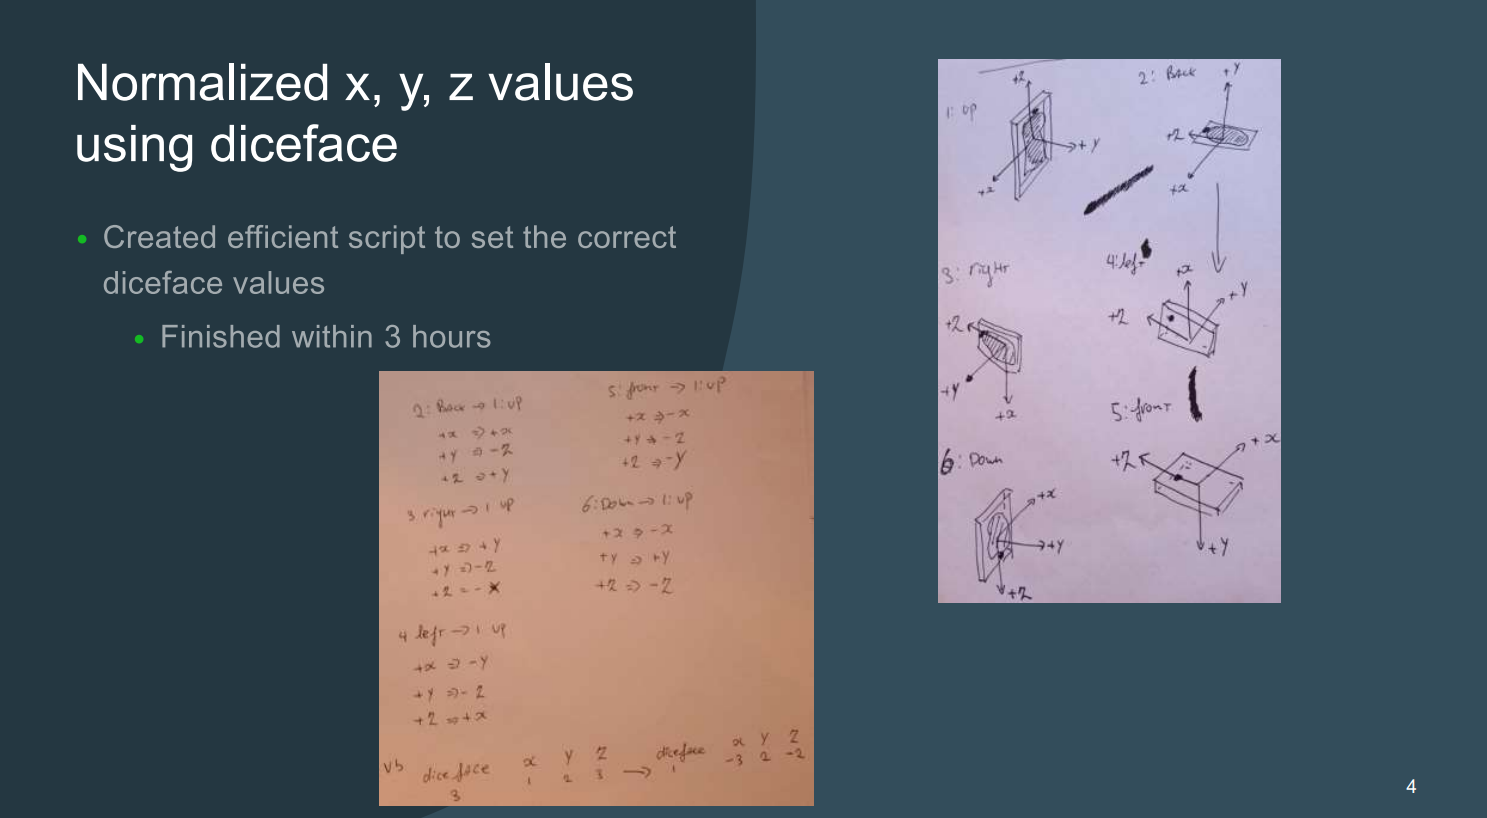 Normalized x, y, z values
using diceface
Created efficient script to set the correct
diceface values
Finished within 3 hours
2: Back → 1: up
+x ⇒ +x
+y ⇒ -z
+z ⇒ +y
3 right → 1 up
+x ⇒ +y
+y ⇒ -z
+z = -x
4 left → 1 up
+x ⇒ -y
+y ⇒ -z
+z ⇒ +x
5: front → 1: up
+x ⇒ -x
+y ⇒ -z
+z ⇒ -y
6: Down → 1: up
+x ⇒ -x
+y ⇒ +y
+z ⇒ -z
vb diceface x y z → diceface x y z
3 1 2 3 1 -3 2 -2
1: up
+z
+y
+x
2: Back
+y
+z
+x
3: right
+z
+y
+x
4: left
+x
+y
+z
5: front
+x
+z
+y
6: Down
+x
+y
+z
4